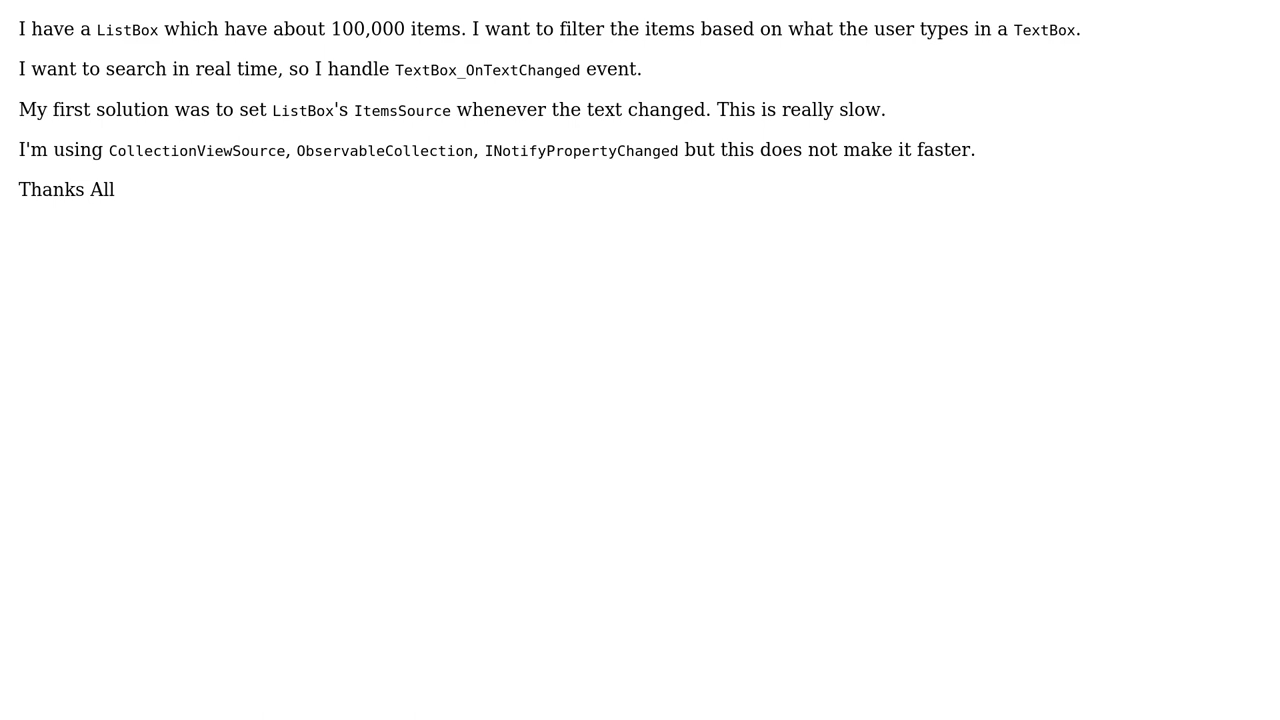 I have a ListBox which have about 100,000 items. I want to filter the items based on what the user types in a TextBox.
I want to search in real time, so I handle TextBox_OnTextChanged event.
My first solution was to set ListBox's ItemsSource whenever the text changed. This is really slow.
I'm using CollectionViewSource, ObservableCollection, INotifyPropertyChanged but this does not make it faster.
Thanks All